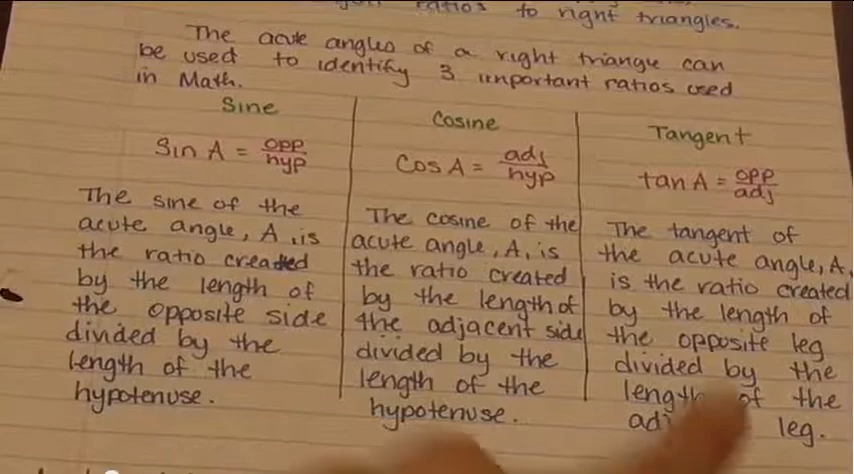 ratios to right triangles.
The acute angles of a right triangle can
be used to identify 3 important ratios used
in Math.
Sine
sin A = opp
hyp
The sine of the
acute angle, A, is
the ratio created
by the length of
the opposite side
divided by the
length of the
hypotenuse.
Cosine
Cos A = adj
hyp
The cosine of the
acute angle, A, is
the ratio created
by the length of
the adjacent side
divided by the
length of the
hypotenuse.
Tangent
tan A = opp
adj
The tangent of
the acute angle, A,
is the ratio created
by the length of
the opposite leg
divided by the
length of the
leg.